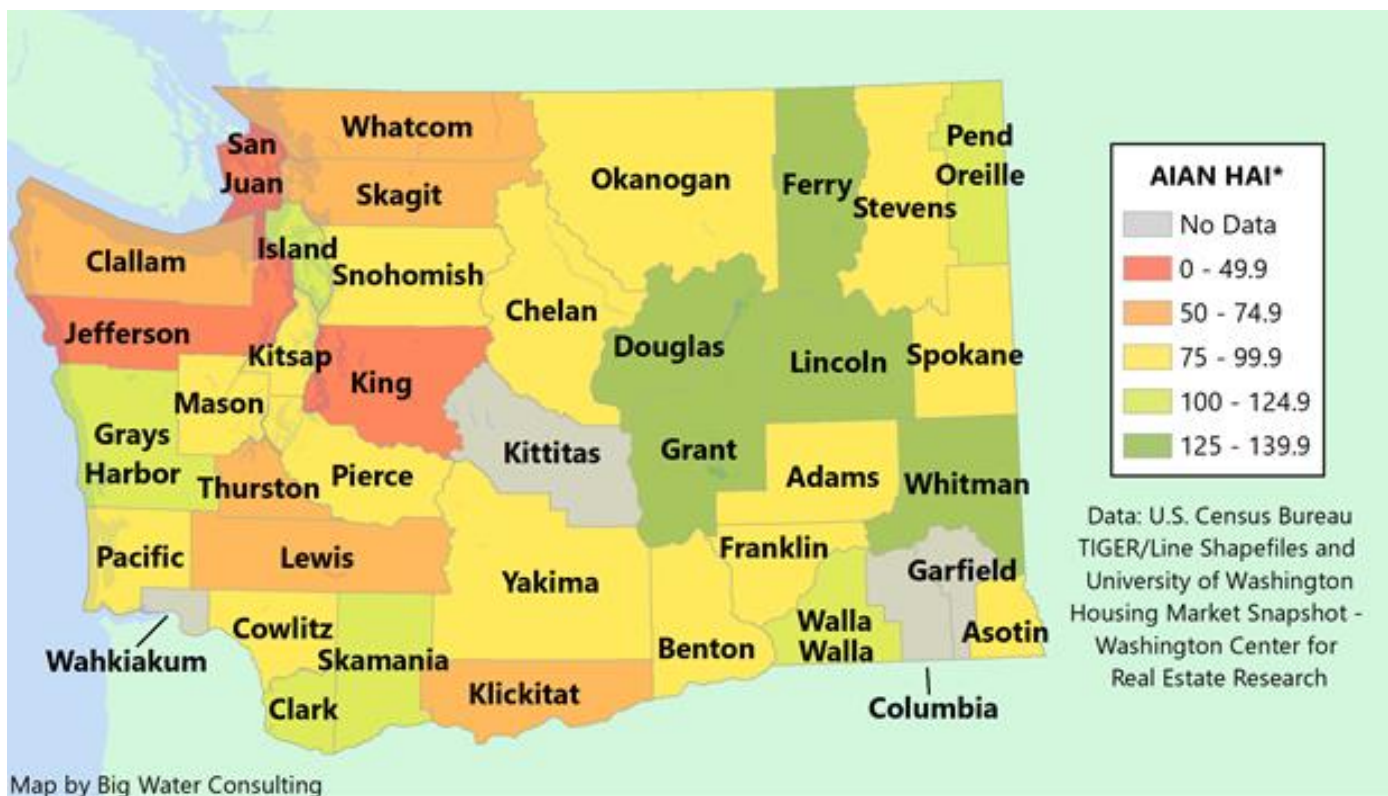 Whatcom
San
Juan
Skagit
Okanogan
Ferry
Stevens
Pend
Oreille
Clallam
Island
Snohomish
Chelan
Jefferson
Kitsap
King
Douglas
Lincoln
Spokane
Mason
Grays
Harbor
Kittitas
Grant
Adams
Whitman
Thurston
Pierce
Pacific
Lewis
Yakima
Franklin
Garfield
Wahkiakum
Cowlitz
Skamania
Benton
Walla
Walla
Asotin
Clark
Klickitat
Columbia
AIAN HAI*
No Data
0 - 49.9
50 - 74.9
75 - 99.9
100 - 124.9
125 - 139.9
Data: U.S. Census Bureau
TIGER/Line Shapefiles and
University of Washington
Housing Market Snapshot -
Washington Center for
Real Estate Research
Map by Big Water Consulting